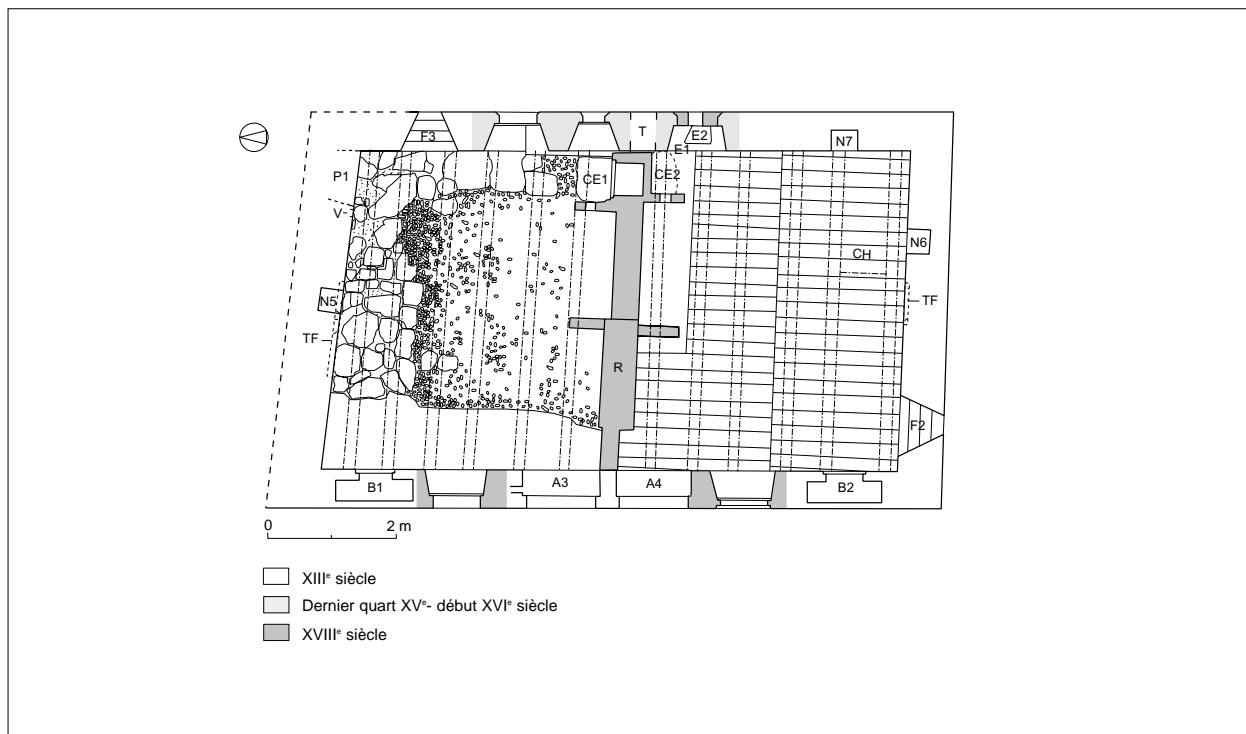 F3
T
E2
N7
E1
P1
CE1
CE2
V
N6
CH
N5
TF
TF
R
F2
B1
A3
A4
B2
0 2 m
XIIIe siècle
Dernier quart XVe- début XVIe siècle
XVIIIe siècle